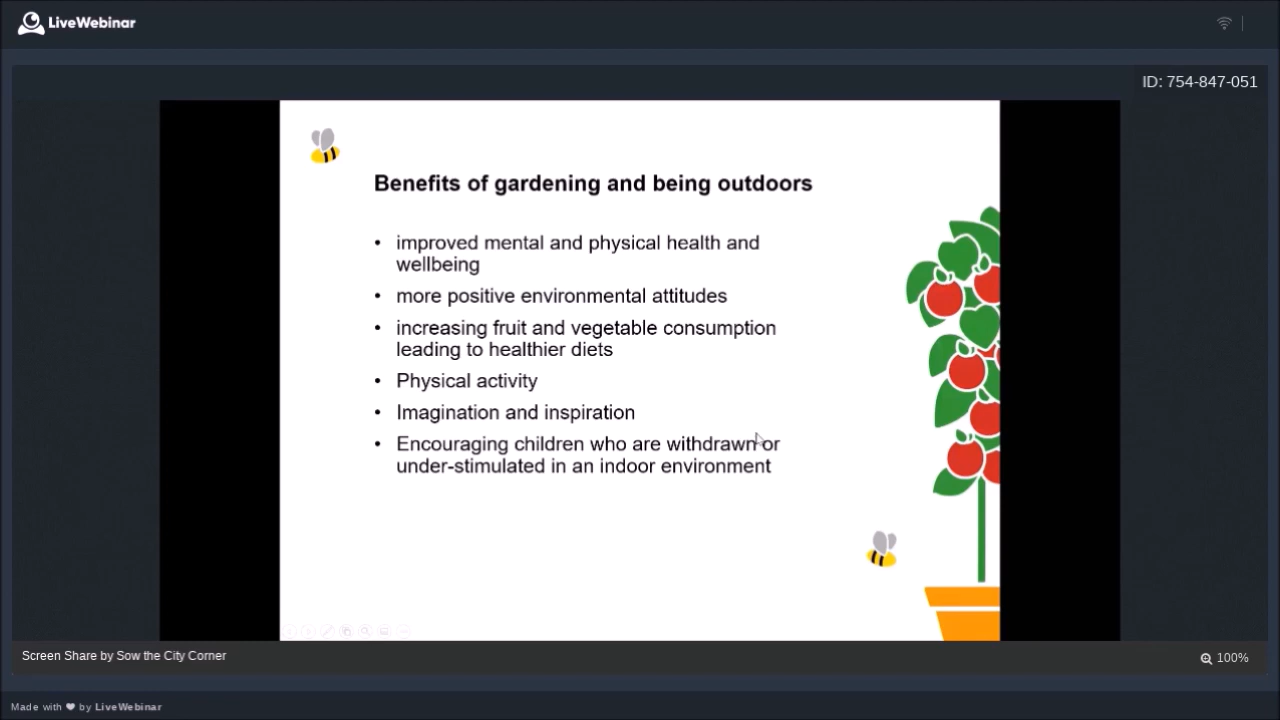 LiveWebinar
ID: 754-847-051
Benefits of gardening and being outdoors
• improved mental and physical health and
wellbeing
• more positive environmental attitudes
• increasing fruit and vegetable consumption
leading to healthier diets
• Physical activity
• Imagination and inspiration
• Encouraging children who are withdrawn or
under-stimulated in an indoor environment
Screen Share by Sow the City Corner
100%
Made with ❤ by LiveWebinar